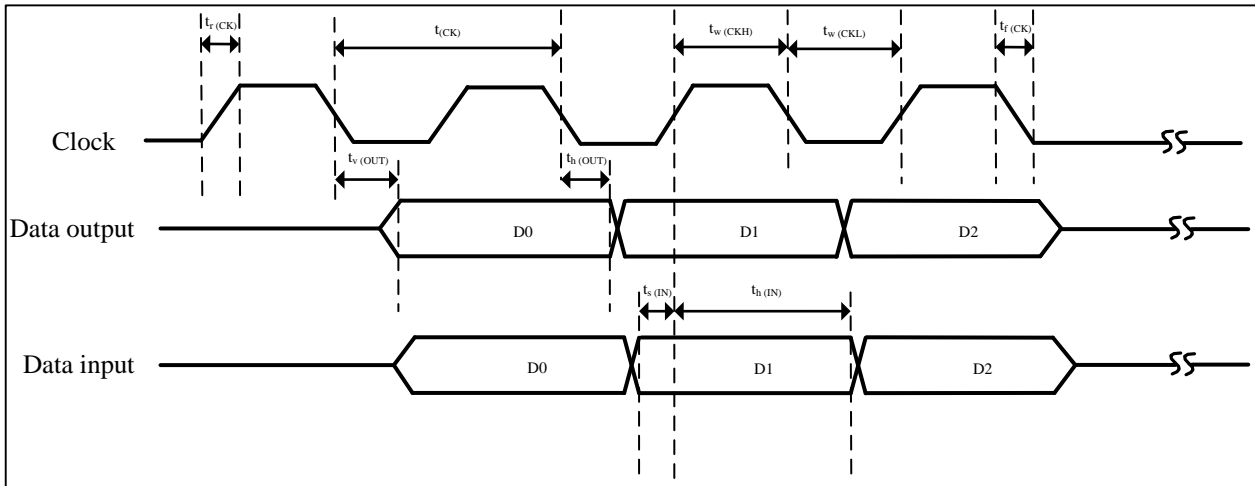 tr (CK)
t(CK)
tw (CKH)
tw (CKL)
tf (CK)
Clock
tv (OUT)
th (OUT)
Data output
D0
D1
D2
ts (IN)
th (IN)
Data input
D0
D1
D2